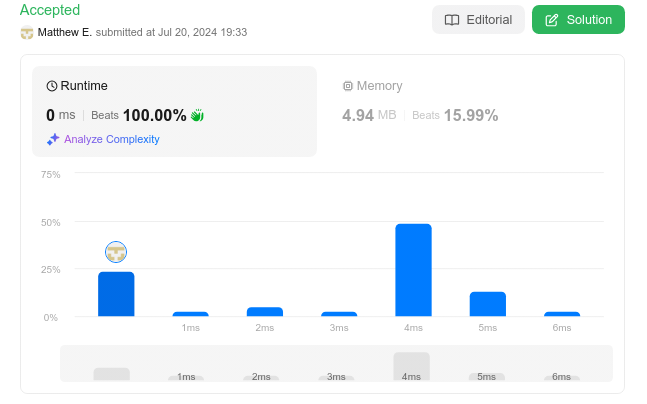 Accepted
Editorial
Solution
Matthew E. submitted at Jul 20, 2024 19:33
Runtime
Memory
0 ms | Beats 100.00%
4.94 MB | Beats 15.99%
Analyze Complexity
75%
50%
25%
0%
1ms 2ms 3ms 4ms 5ms 6ms
1ms 2ms 3ms 4ms 5ms 6ms